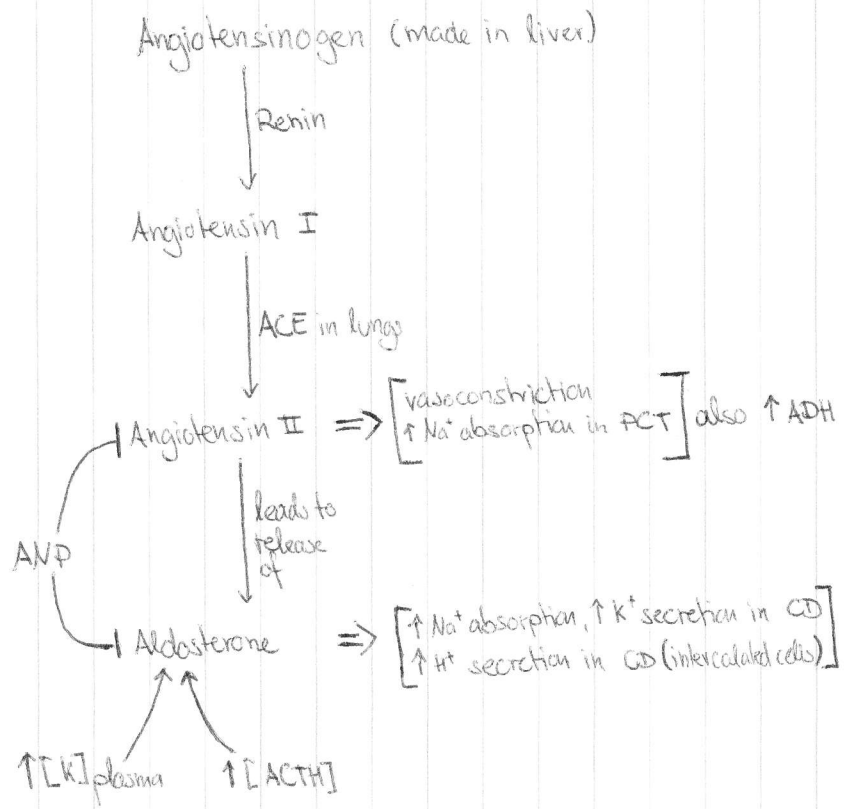 Angiotensinogen (made in liver)
Renin
Angiotensin I
ACE in lungs
Angiotensin II ⇒ [vasoconstriction
↑ Na⁺ absorption in PCT] also ↑ ADH
leads to
release
of
ANP
Aldosterone ⇒ [↑ Na⁺ absorption, ↑ K⁺ secretion in CD
↑ H⁺ secretion in CD (intercalated cells)]
↑[K] plasma ↑[ACTH]